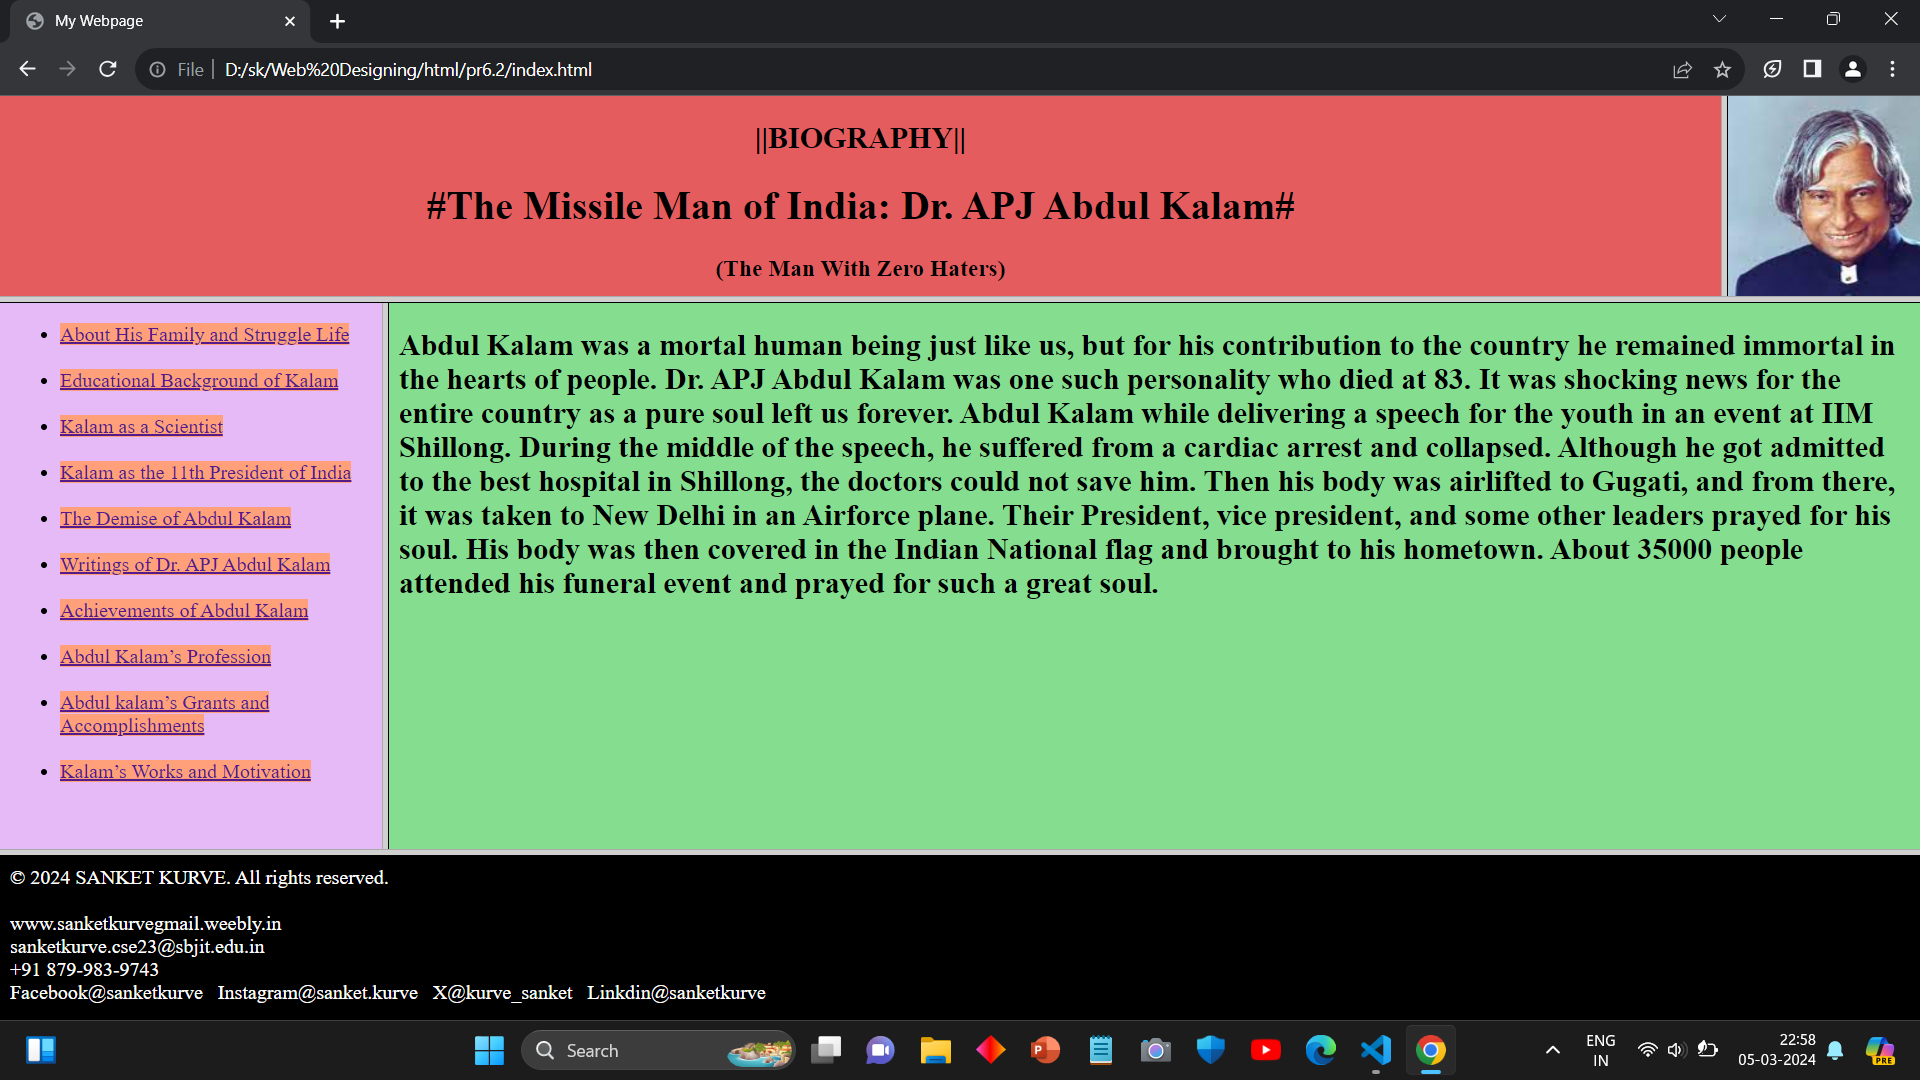 My Webpage
File
D:/sk/Web%20Designing/html/pr6.2/index.html
||BIOGRAPHY||
#The Missile Man of India: Dr. APJ Abdul Kalam#
(The Man With Zero Haters)
About His Family and Struggle Life
Educational Background of Kalam
Kalam as a Scientist
Kalam as the 11th President of India
The Demise of Abdul Kalam
Writings of Dr. APJ Abdul Kalam
Achievements of Abdul Kalam
Abdul Kalam’s Profession
Abdul kalam’s Grants and
Accomplishments
Kalam’s Works and Motivation
Abdul Kalam was a mortal human being just like us, but for his contribution to the country he remained immortal in
the hearts of people. Dr. APJ Abdul Kalam was one such personality who died at 83. It was shocking news for the
entire country as a pure soul left us forever. Abdul Kalam while delivering a speech for the youth in an event at IIM
Shillong. During the middle of the speech, he suffered from a cardiac arrest and collapsed. Although he got admitted
to the best hospital in Shillong, the doctors could not save him. Then his body was airlifted to Gugati, and from there,
it was taken to New Delhi in an Airforce plane. Their President, vice president, and some other leaders prayed for his
soul. His body was then covered in the Indian National flag and brought to his hometown. About 35000 people
attended his funeral event and prayed for such a great soul.
© 2024 SANKET KURVE. All rights reserved.
www.sanketkurvegmail.weebly.in
sanketkurve.cse23@sbjit.edu.in
+91 879-983-9743
Facebook@sanketkurve Instagram@sanket.kurve X@kurve_sanket Linkdin@sanketkurve
Search
P
ENG
IN
22:58
05-03-2024
PRE